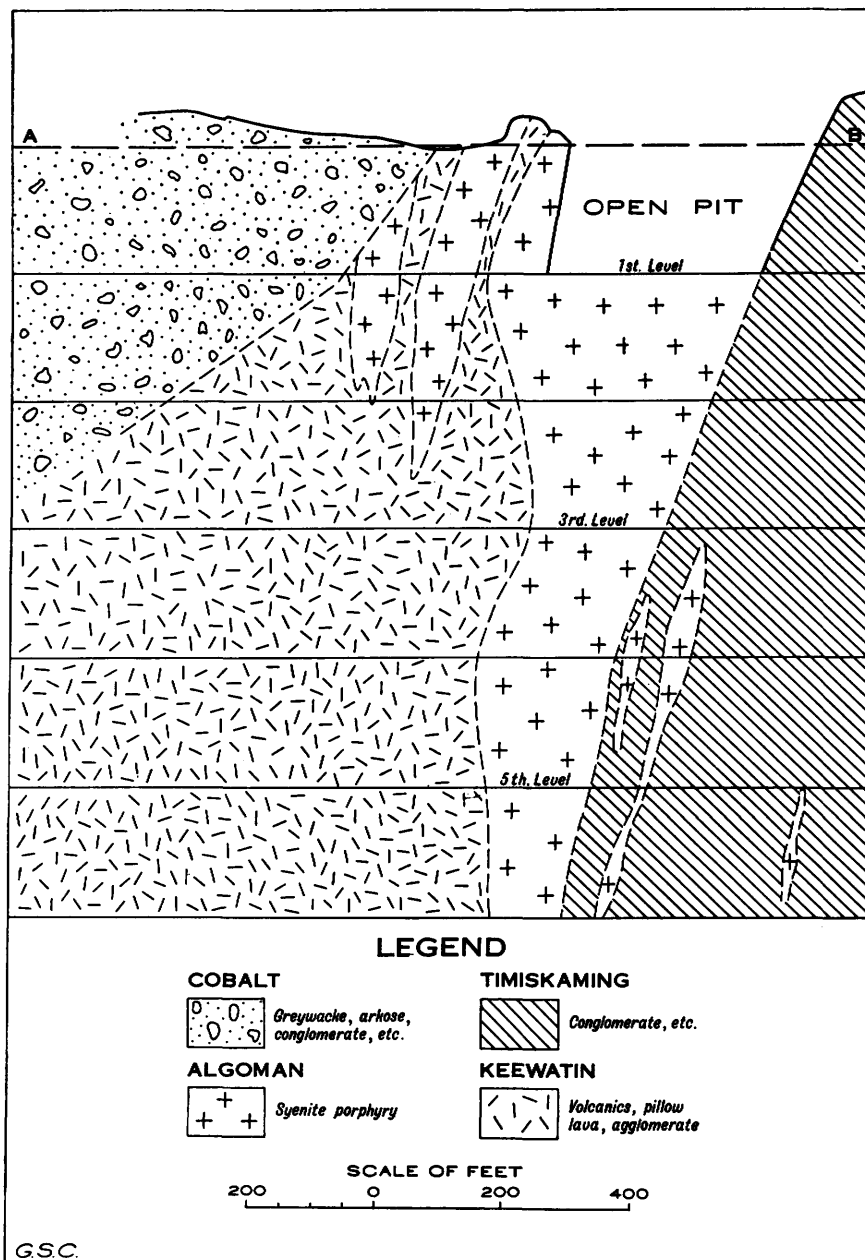 A
B
OPEN PIT
1st. Level
3rd. Level
5th. Level
LEGEND
COBALT
Greywacke, arkose,
conglomerate, etc.
TIMISKAMING
Conglomerate, etc.
ALGOMAN
Syenite porphyry
KEEWATIN
Volcanics, pillow
lava, agglomerate
SCALE OF FEET
200 0 200 400
G.S.C.